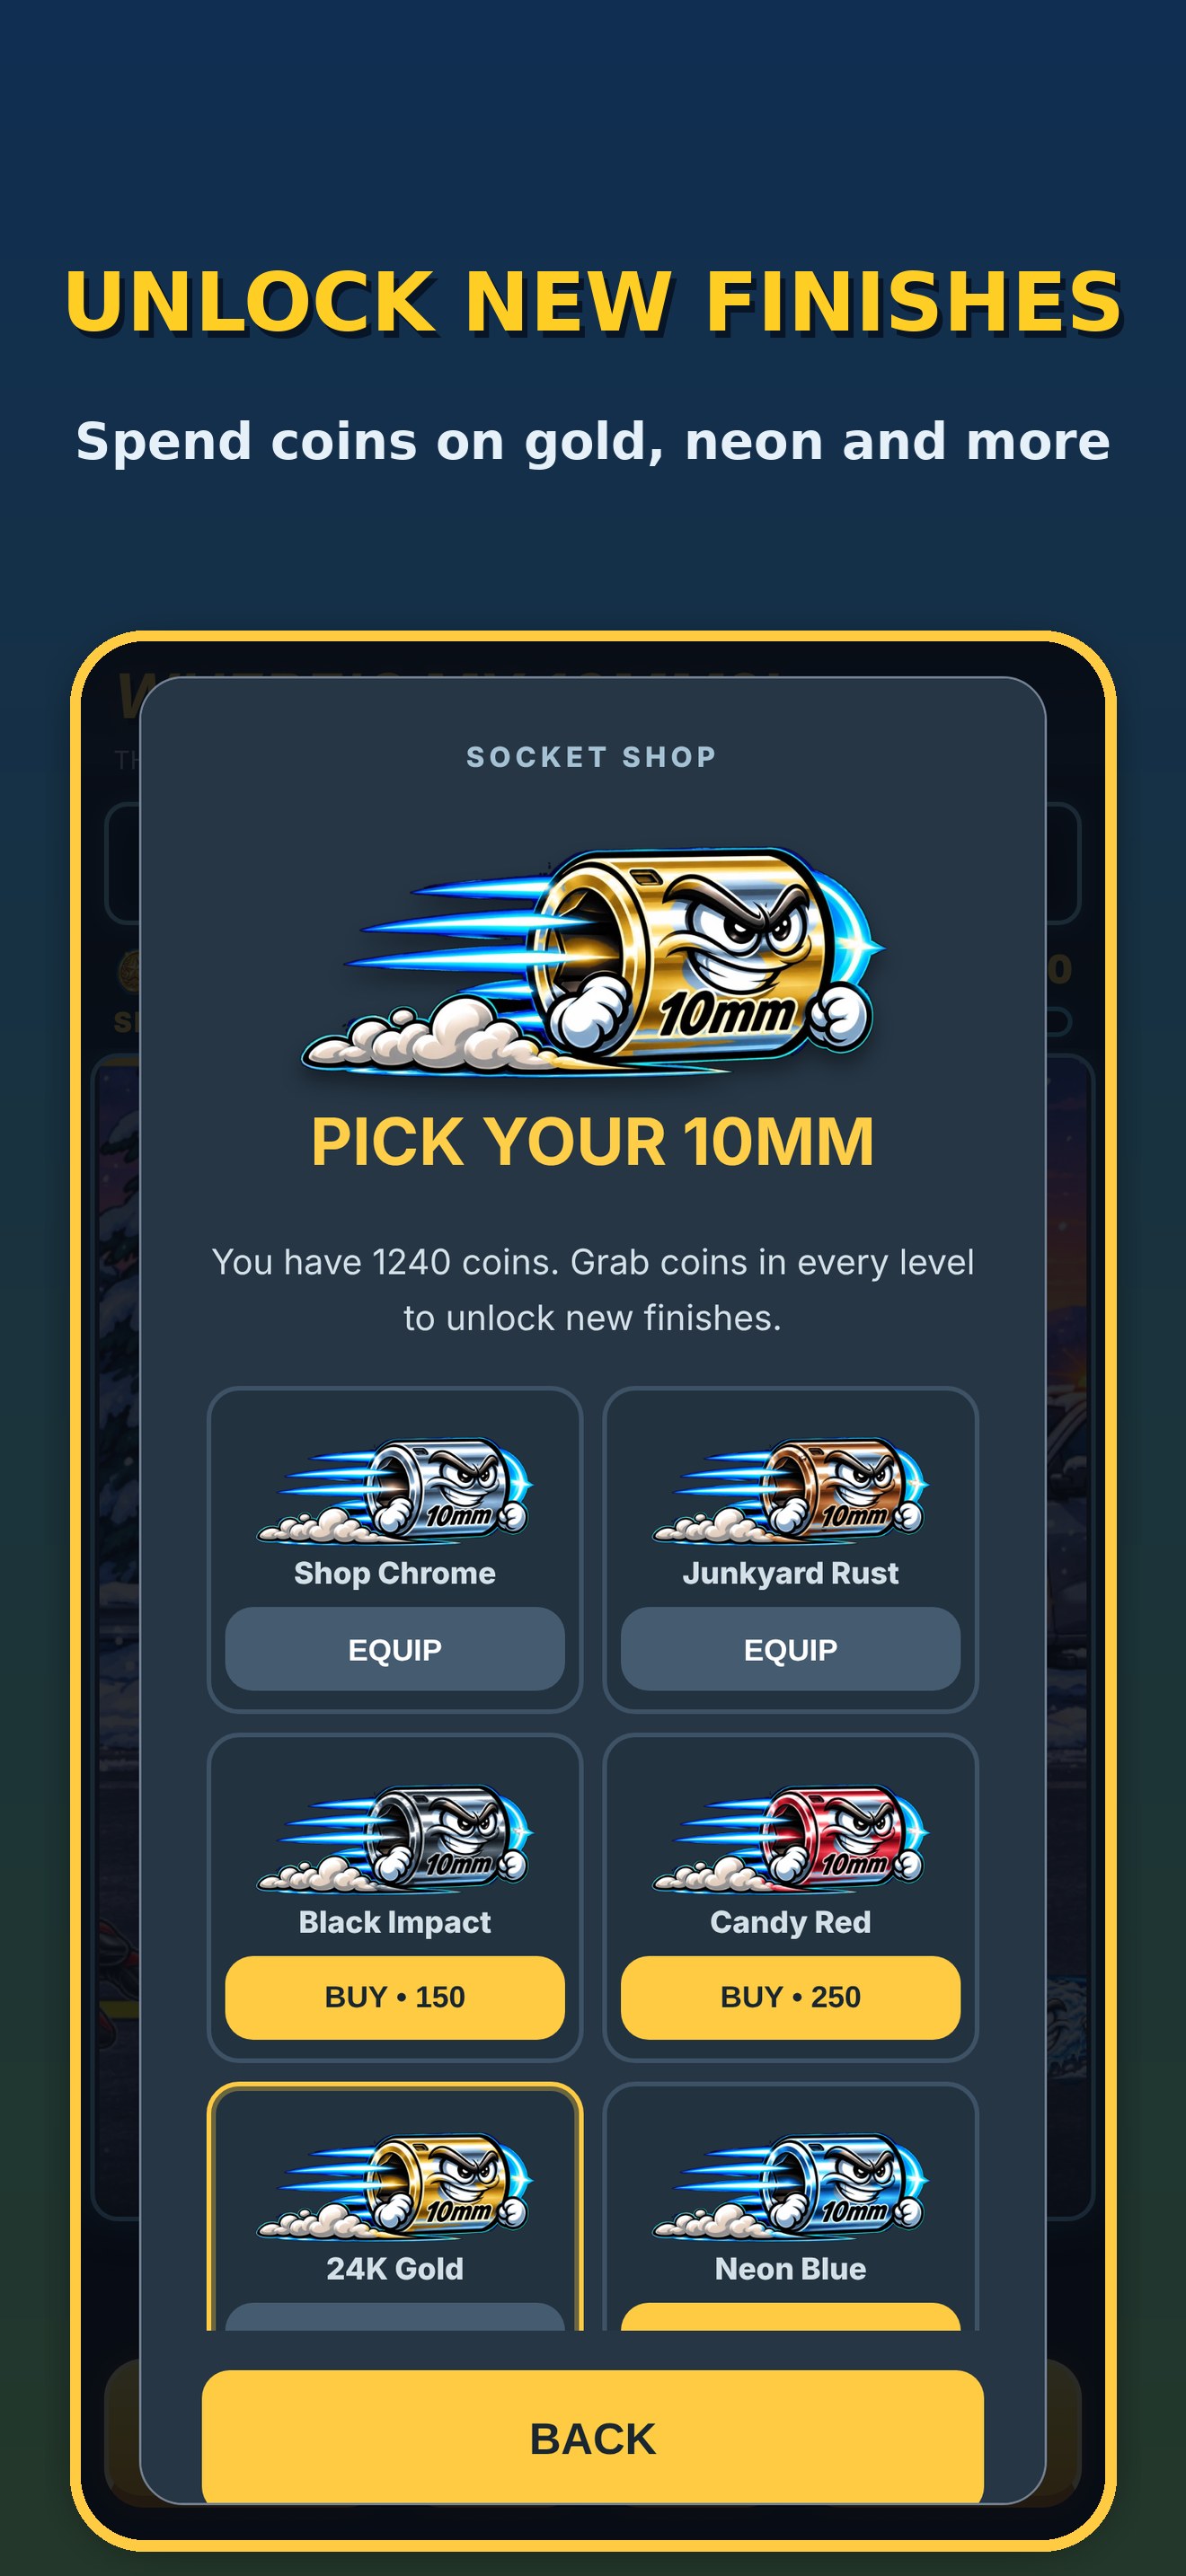 UNLOCK NEW FINISHES
Spend coins on gold, neon and more
SOCKET SHOP
10mm
PICK YOUR 10MM
You have 1240 coins. Grab coins in every level
to unlock new finishes.
10mm
10mm
Shop Chrome
Junkyard Rust
EQUIP
EQUIP
10mm
10mm
Black Impact
Candy Red
BUY • 150
BUY • 250
10mm
10mm
24K Gold
Neon Blue
BACK